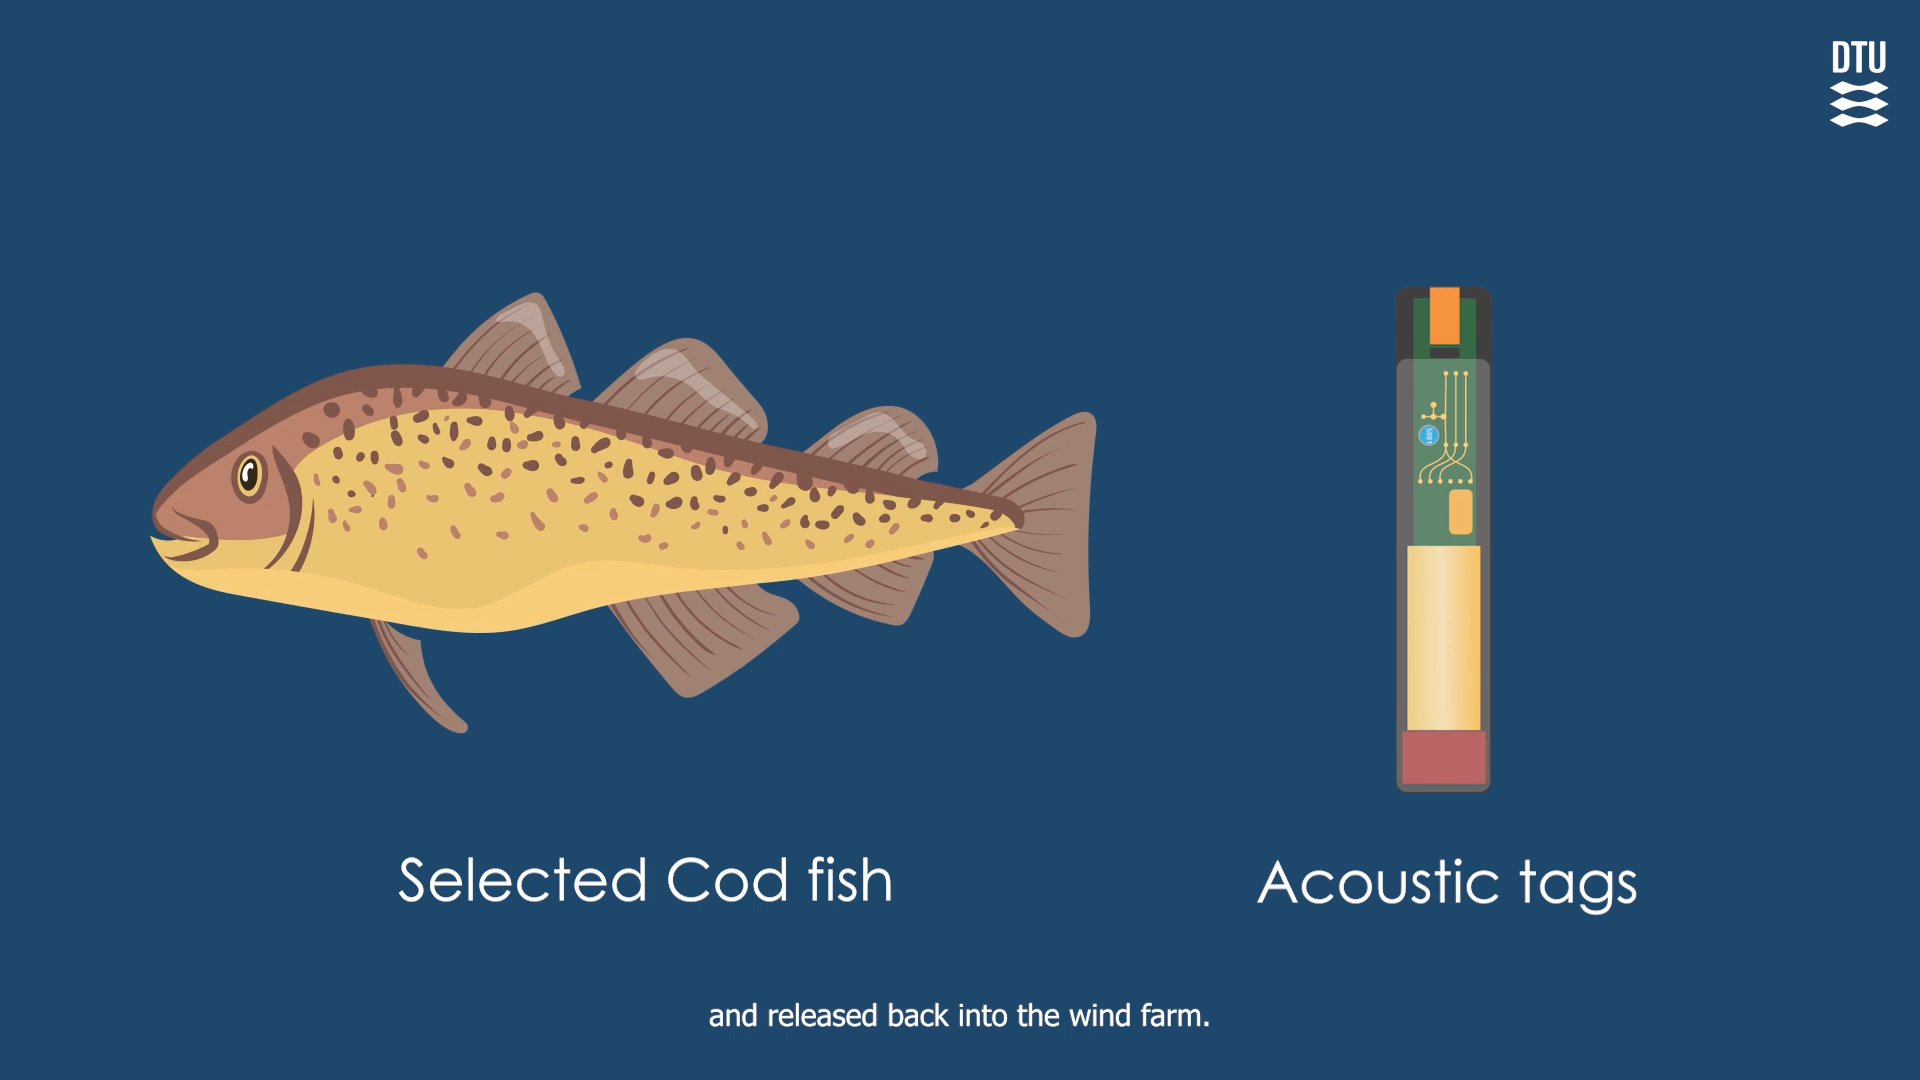 DTU
Selected Cod fish
Acoustic tags
and released back into the wind farm.